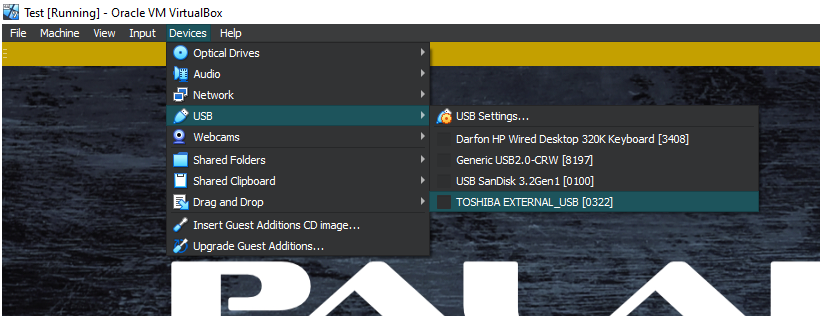 Test [Running] - Oracle VM VirtualBox
File Machine View Input Devices Help
Optical Drives
Audio
Network
USB
Webcams
Shared Folders
Shared Clipboard
Drag and Drop
Insert Guest Additions CD image...
Upgrade Guest Additions...
USB Settings...
Darfon HP Wired Desktop 320K Keyboard [3408]
Generic USB2.0-CRW [8197]
USB SanDisk 3.2Gen1 [0100]
TOSHIBA EXTERNAL_USB [0322]